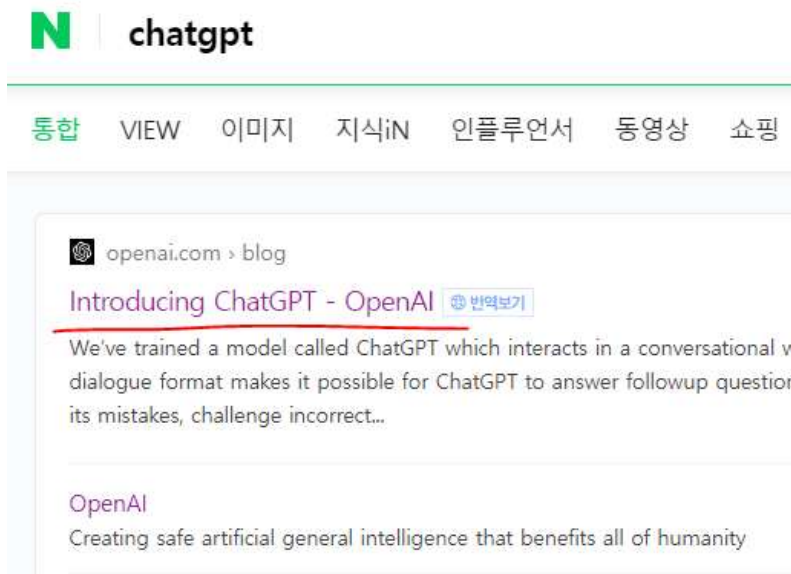 N chatgpt
통합 VIEW 이미지 지식iN 인플루언서 동영상 쇼핑
openai.com › blog
Introducing ChatGPT - OpenAI 번역보기
We've trained a model called ChatGPT which interacts in a conversational
dialogue format makes it possible for ChatGPT to answer followup
its mistakes, challenge incorrect...
OpenAI
Creating safe artificial general intelligence that benefits all of humanity